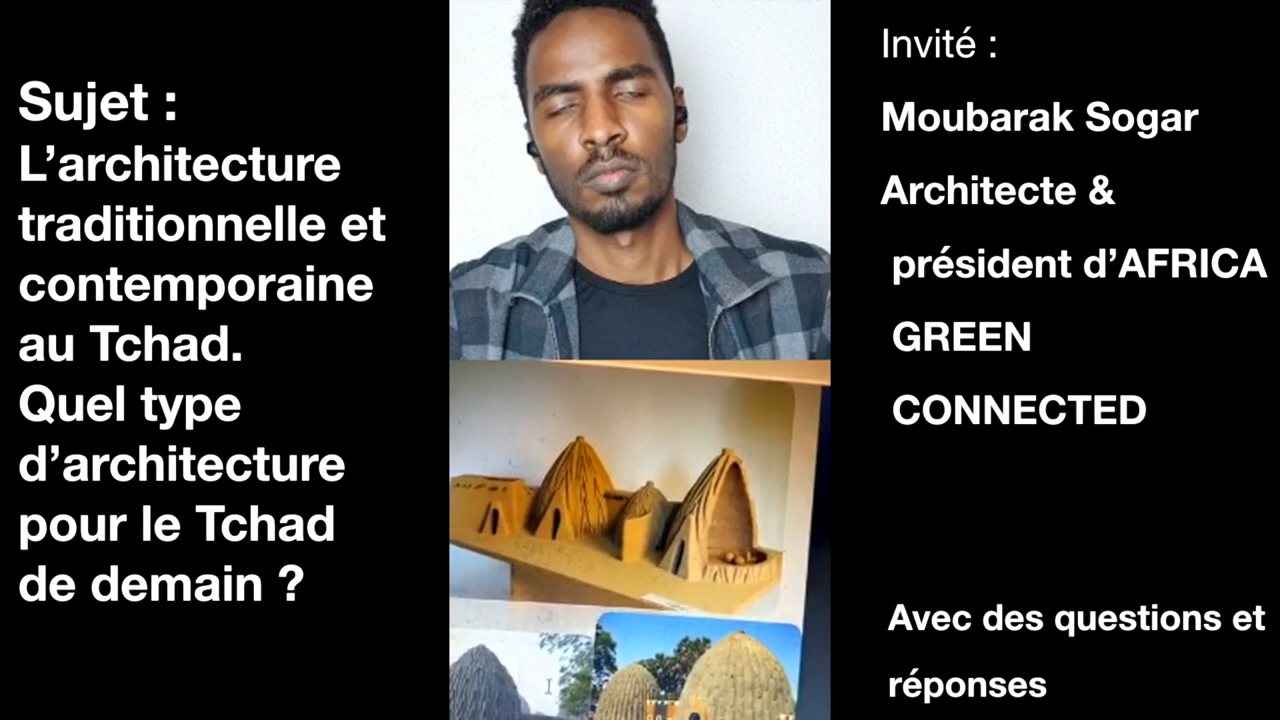 Sujet :
L’architecture
traditionnelle et
contemporaine
au Tchad.
Quel type
d’architecture
pour le Tchad
de demain ?
Invité :
Moubarak Sogar
Architecte &
président d’AFRICA
GREEN
CONNECTED
Avec des questions et
réponses